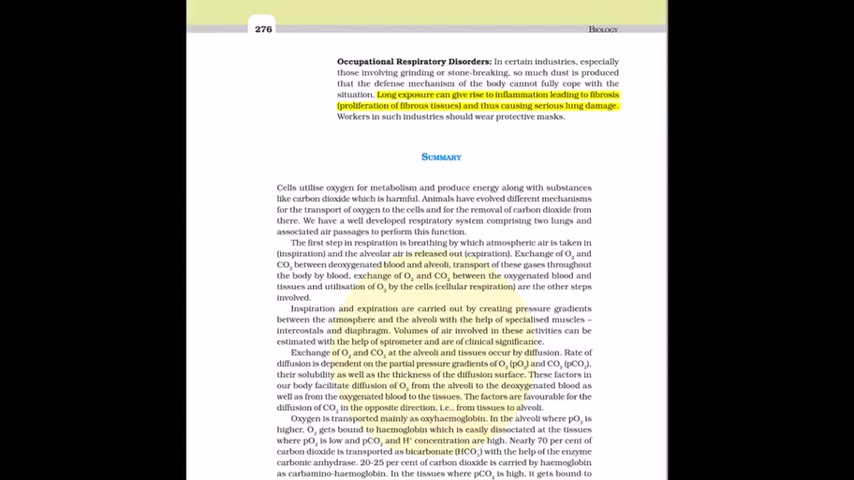 276
BIOLOGY
Occupational Respiratory Disorders: In certain industries, especially
those involving grinding or stone-breaking, so much dust is produced
that the defense mechanism of the body cannot fully cope with the
situation. Long exposure can give rise to inflammation leading to fibrosis
(proliferation of fibrous tissues) and thus causing serious lung damage.
Workers in such industries should wear protective masks.
SUMMARY
Cells utilise oxygen for metabolism and produce energy along with substances
like carbon dioxide which is harmful. Animals have evolved different mechanisms
for the transport of oxygen to the cells and for the removal of carbon dioxide from
there. We have a well developed respiratory system comprising two lungs and
associated air passages to perform this function.
The first step in respiration is breathing by which atmospheric air is taken in
(inspiration) and the alveolar air is released out (expiration). Exchange of O₂ and
CO₂ between deoxygenated blood and alveoli, transport of these gases throughout
the body by blood, exchange of O₂ and CO₂ between the oxygenated blood and
tissues and utilisation of O₂ by the cells (cellular respiration) are the other steps
involved.
Inspiration and expiration are carried out by creating pressure gradients
between the atmosphere and the alveoli with the help of specialised muscles –
intercostals and diaphragm. Volumes of air involved in these activities can be
estimated with the help of spirometer and are of clinical significance.
Exchange of O₂ and CO₂ at the alveoli and tissues occur by diffusion. Rate of
diffusion is dependent on the partial pressure gradients of O₂ (pO₂) and CO₂ (pCO₂),
their solubility as well as the thickness of the diffusion surface. These factors in
our body facilitate diffusion of O₂ from the alveoli to the deoxygenated blood as
well as from the oxygenated blood to the tissues. The factors are favourable for the
diffusion of CO₂ in the opposite direction, i.e., from tissues to alveoli.
Oxygen is transported mainly as oxyhaemoglobin. In the alveoli where pO₂ is
higher, O₂ gets bound to haemoglobin which is easily dissociated at the tissues
where pO₂ is low and pCO₂ and H⁺ concentration are high. Nearly 70 per cent of
carbon dioxide is transported as bicarbonate (HCO₃⁻) with the help of the enzyme
carbonic anhydrase. 20-25 per cent of carbon dioxide is carried by haemoglobin
as carbamino-haemoglobin. In the tissues where pCO₂ is high, it gets bound to